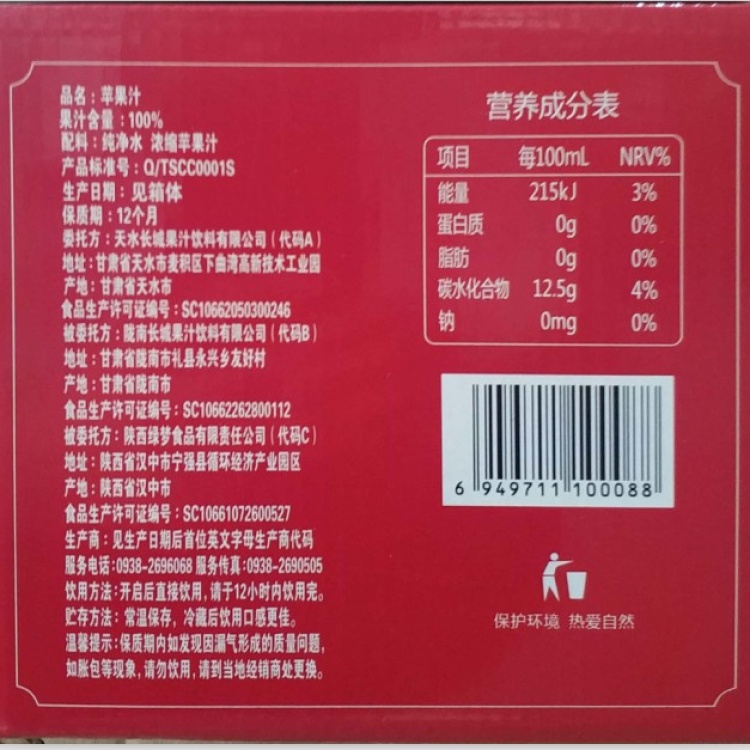 品名：苹果汁
果汁含量：100%
配料：纯净水 浓缩苹果汁
产品标准号：Q/TSCC0001S
生产日期：见箱体
保质期：12个月
委托方：天水长城果汁饮料有限公司（代码A）
地址：甘肃省天水市麦积区下曲湾高新技术工业园
产地：甘肃省天水市
食品生产许可证编号：SC10662050300246
被委托方：陇南长城果汁饮料有限公司（代码B）
地址：甘肃省陇南市礼县永兴乡友好村
产地：甘肃省陇南市
食品生产许可证编号：SC10662262800112
被委托方：陕西绿梦食品有限责任公司（代码C）
地址：陕西省汉中市宁强县循环经济产业园区
产地：陕西省汉中市
食品生产许可证编号：SC10661072600527
生产商：见生产日期后首位英文字母生产商代码
服务电话：0938-2696068 服务传真：0938-2690505
饮用方法：开启后直接饮用，请于12小时内饮用完。
贮存方法：常温保存，冷藏后饮用口感更佳。
温馨提示：保质期内如发现因漏气形成的质量问题，
如胀包等现象，请勿饮用，请到当地经销商处更换。
营养成分表
项目 每100mL NRV%
能量 215kJ 3%
蛋白质 0g 0%
脂肪 0g 0%
碳水化合物 12.5g 4%
钠 0mg 0%
6 949711 100088
保护环境 热爱自然